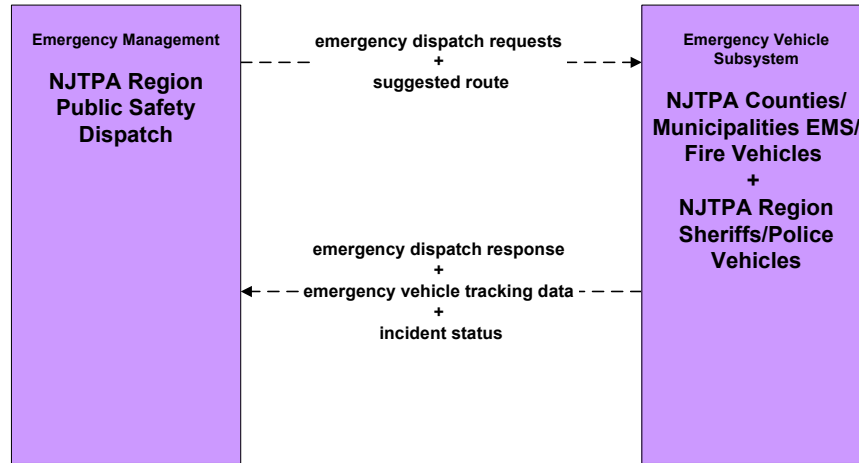 Emergency Management
NJTPA Region
Public Safety
Dispatch
emergency dispatch requests
+
suggested route
Emergency Vehicle
Subsystem
NJTPA Counties/
Municipalities EMS/
Fire Vehicles
+
NJTPA Region
Sheriffs/Police
Vehicles
emergency dispatch response
+
emergency vehicle tracking data
+
incident status